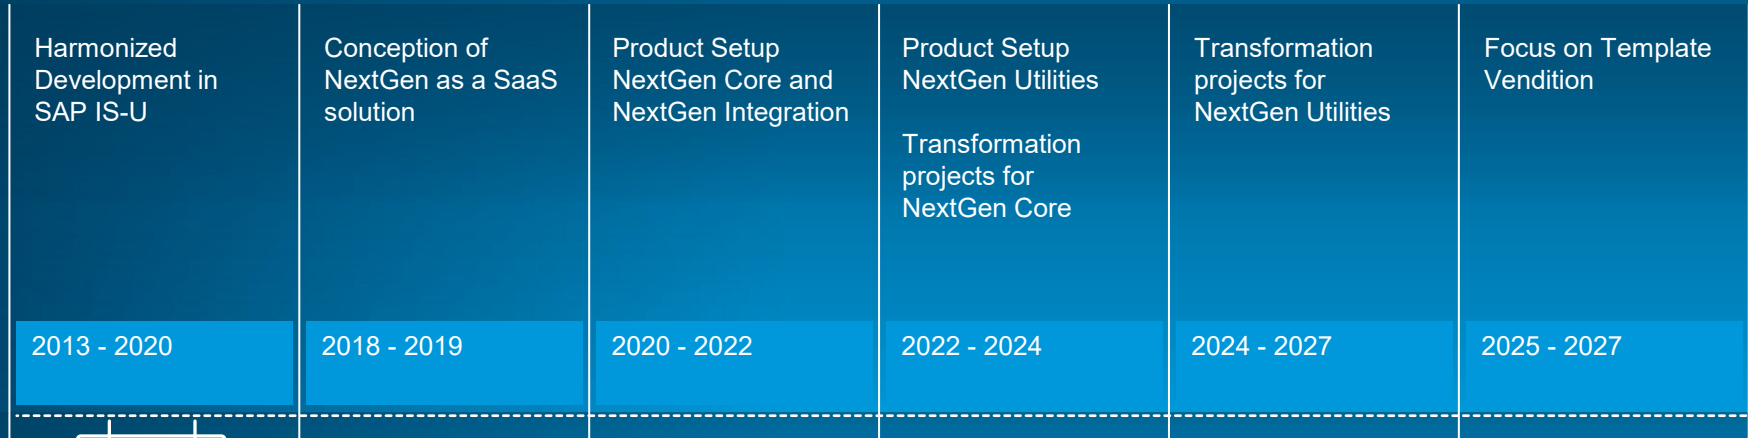 Harmonized
Development in
SAP IS-U
2013 - 2020
Conception of
NextGen as a SaaS
solution
2018 - 2019
Product Setup
NextGen Core and
NextGen Integration
2020 - 2022
Product Setup
NextGen Utilities
Transformation
projects for
NextGen Core
2022 - 2024
Transformation
projects for
NextGen Utilities
2024 - 2027
Focus on Template
Vendition
2025 - 2027